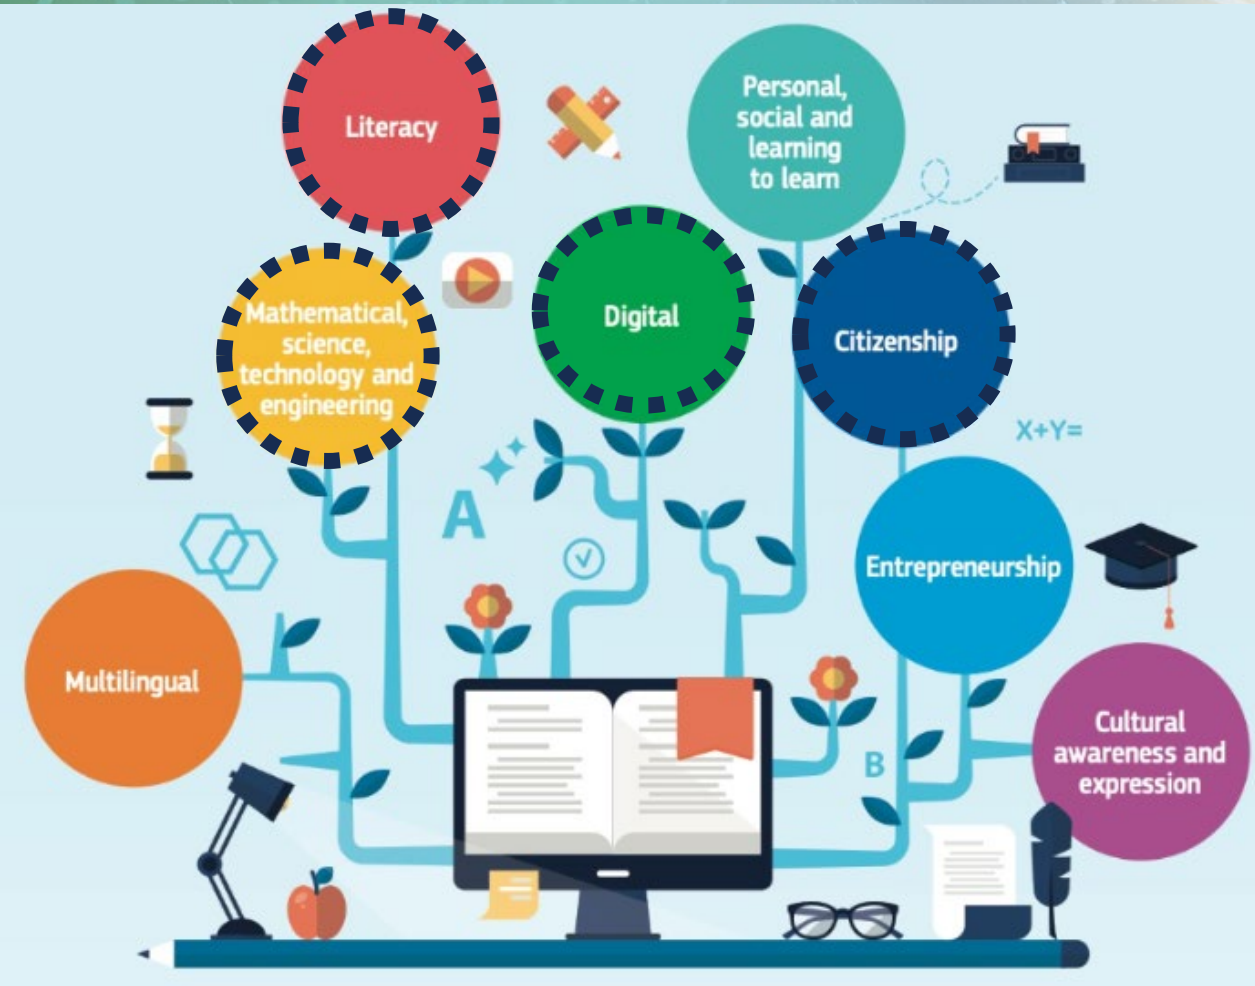 Literacy
Personal,
social and
learning
to learn
Mathematical,
science,
technology and
engineering
Digital
Citizenship
X+Y=
A
Entrepreneurship
Multilingual
Cultural
awareness and
expression
B